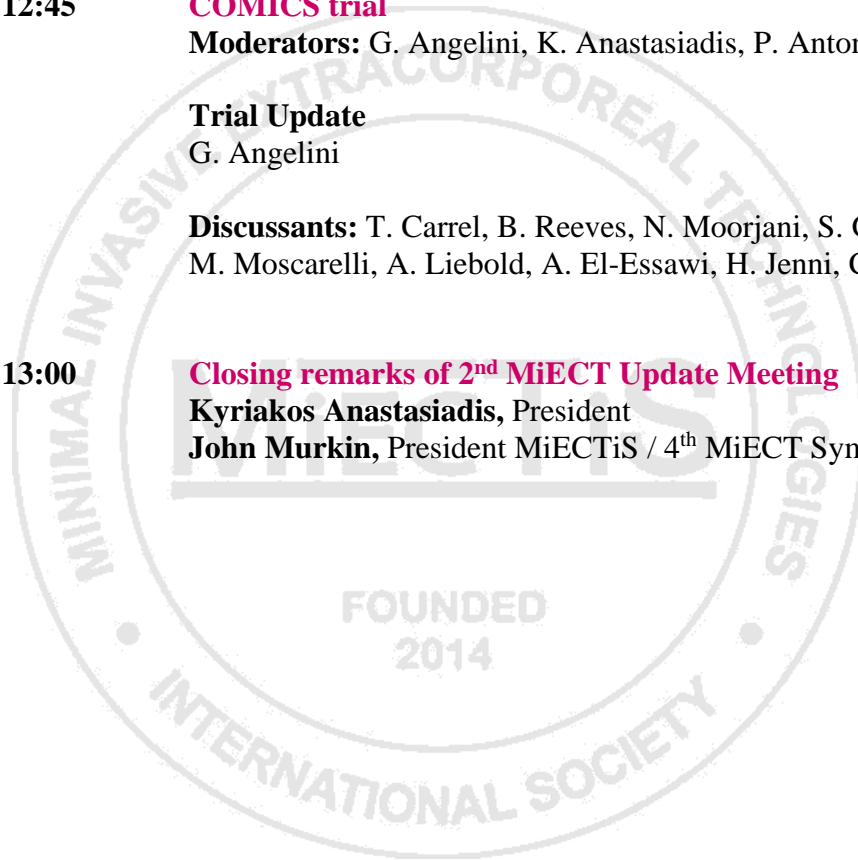 12:45 COMICS trial
Moderators: G. Angelini, K. Anastasiadis, P.
Trial Update
G. Angelini
Discussants: T. Carrel, B. Reeves, N. Moorjani, S.
M. Moscarelli, A. Liebold, A. El-Essawi, H. Jenni,
13:00 Closing remarks of 2nd MiECT Update Meeting
Kyriakos Anastasiadis, President
John Murkin, President MiECTiS / 4th MiECT
MINIMAL INVASIVE EXTRACORPOREAL TECHNOLOGIES
MiECTiS
FOUNDED
2014
INTERNATIONAL SOCIETY